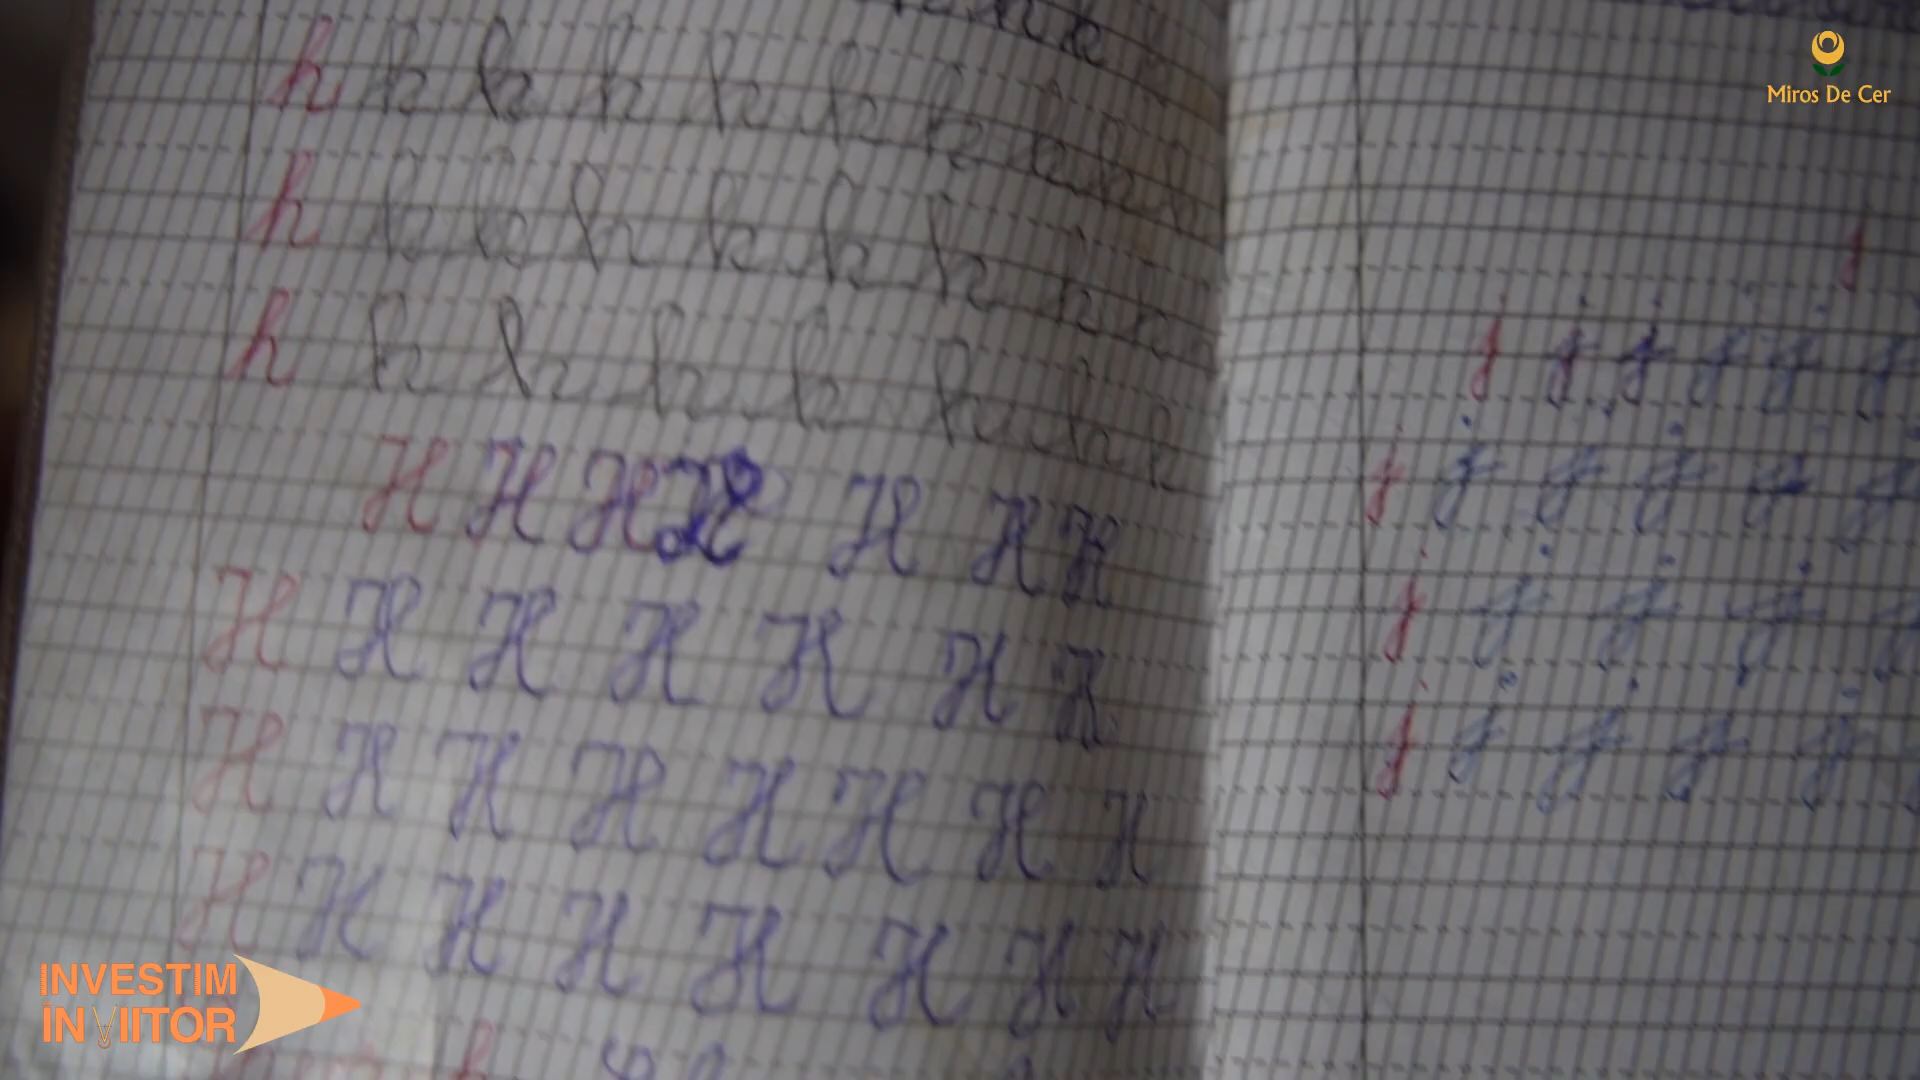 h h h h h h h h h h
h h h h h h h h h
h h h h h h h h
H H H H H H H
H H H H H H H
H H H H H H H H
H H H H H H H H
j
j j j j j j
j j j j j j
j j j j j
j j j j j
Miros De Cer
INVESTIM
ÎN VIITOR